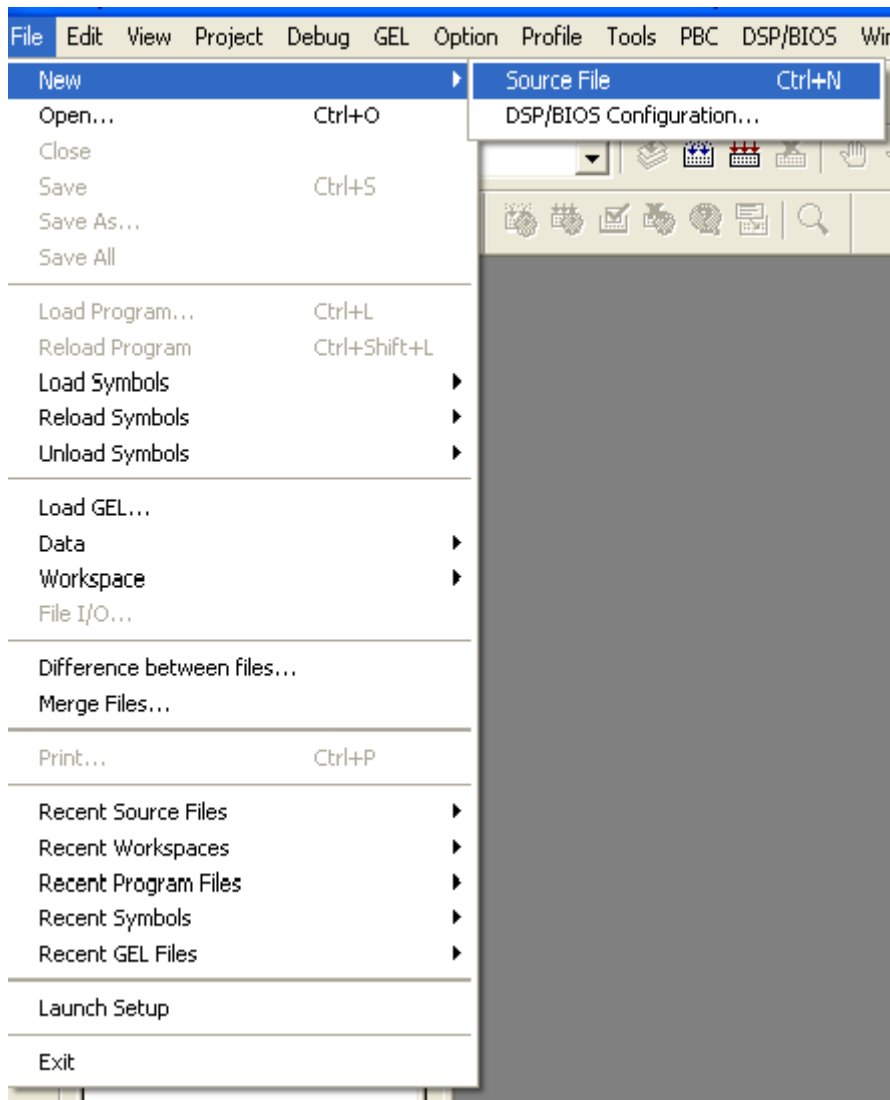 File Edit View Project Debug GEL Option Profile Tools PBC DSP/BIOS
New
Source File Ctrl+N
Open... Ctrl+O
DSP/BIOS Configuration...
Close
Save Ctrl+S
Save As...
Save All
Load Program... Ctrl+L
Reload Program Ctrl+Shift+L
Load Symbols
Reload Symbols
Unload Symbols
Load GEL...
Data
Workspace
File I/O...
Difference between files...
Merge Files...
Print... Ctrl+P
Recent Source Files
Recent Workspaces
Recent Program Files
Recent Symbols
Recent GEL Files
Launch Setup
Exit